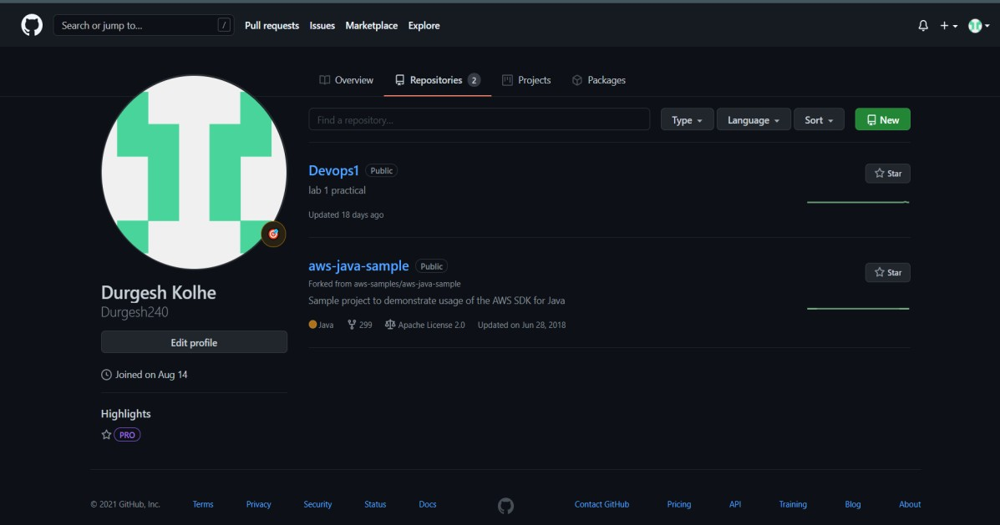 Search or jump to... / Pull requests Issues Marketplace Explore
Overview Repositories 2 Projects Packages
Find a repository... Type Language Sort New
Devops1 Public Star
lab 1 practical
Updated 18 days ago
aws-java-sample Public Star
Forked from aws-samples/aws-java-sample
Sample project to demonstrate usage of the AWS SDK for Java
Java 299 Apache License 2.0 Updated on Jun 28, 2018
Durgesh Kolhe
Durgesh240
Edit profile
Joined on Aug 14
Highlights
PRO
© 2021 GitHub, Inc. Terms Privacy Security Status Docs Contact GitHub Pricing API Training Blog About